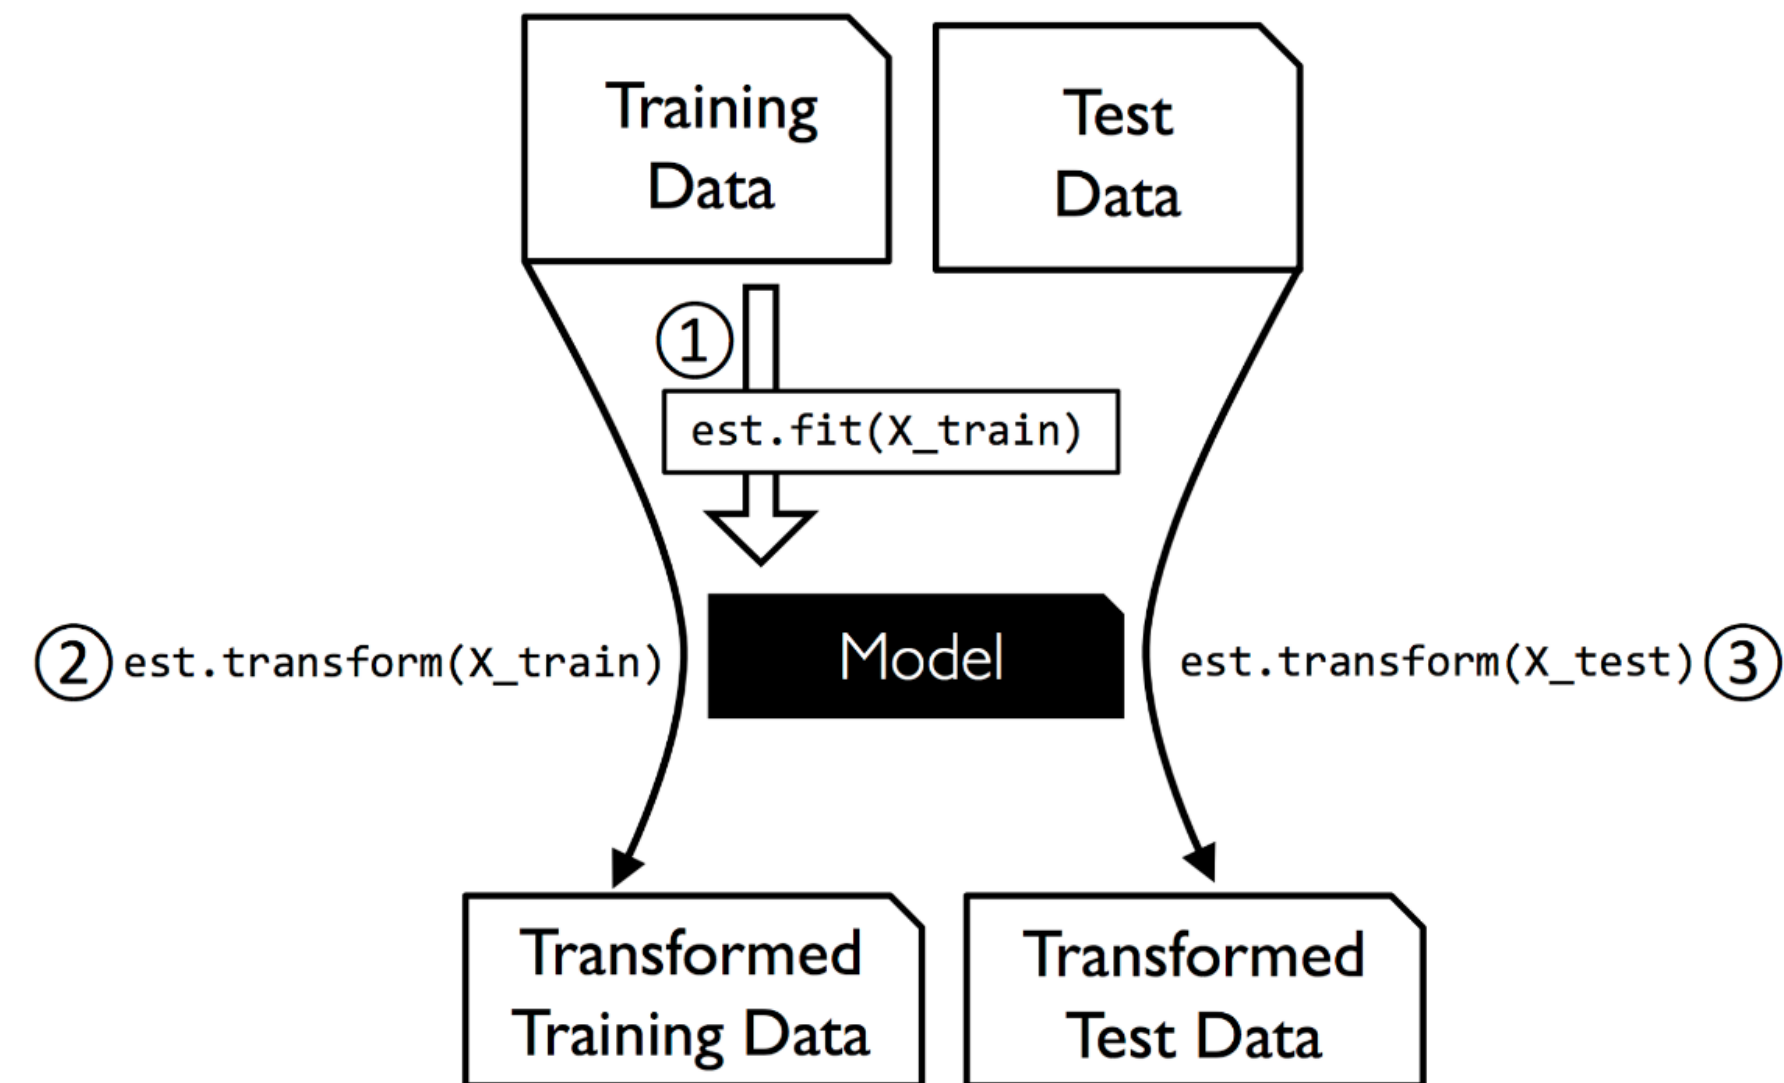 Training
Data
Test
Data
1
est.fit(X_train)
2 est.transform(X_train)
Model
est.transform(X_test) 3
Transformed
Training Data
Transformed
Test Data